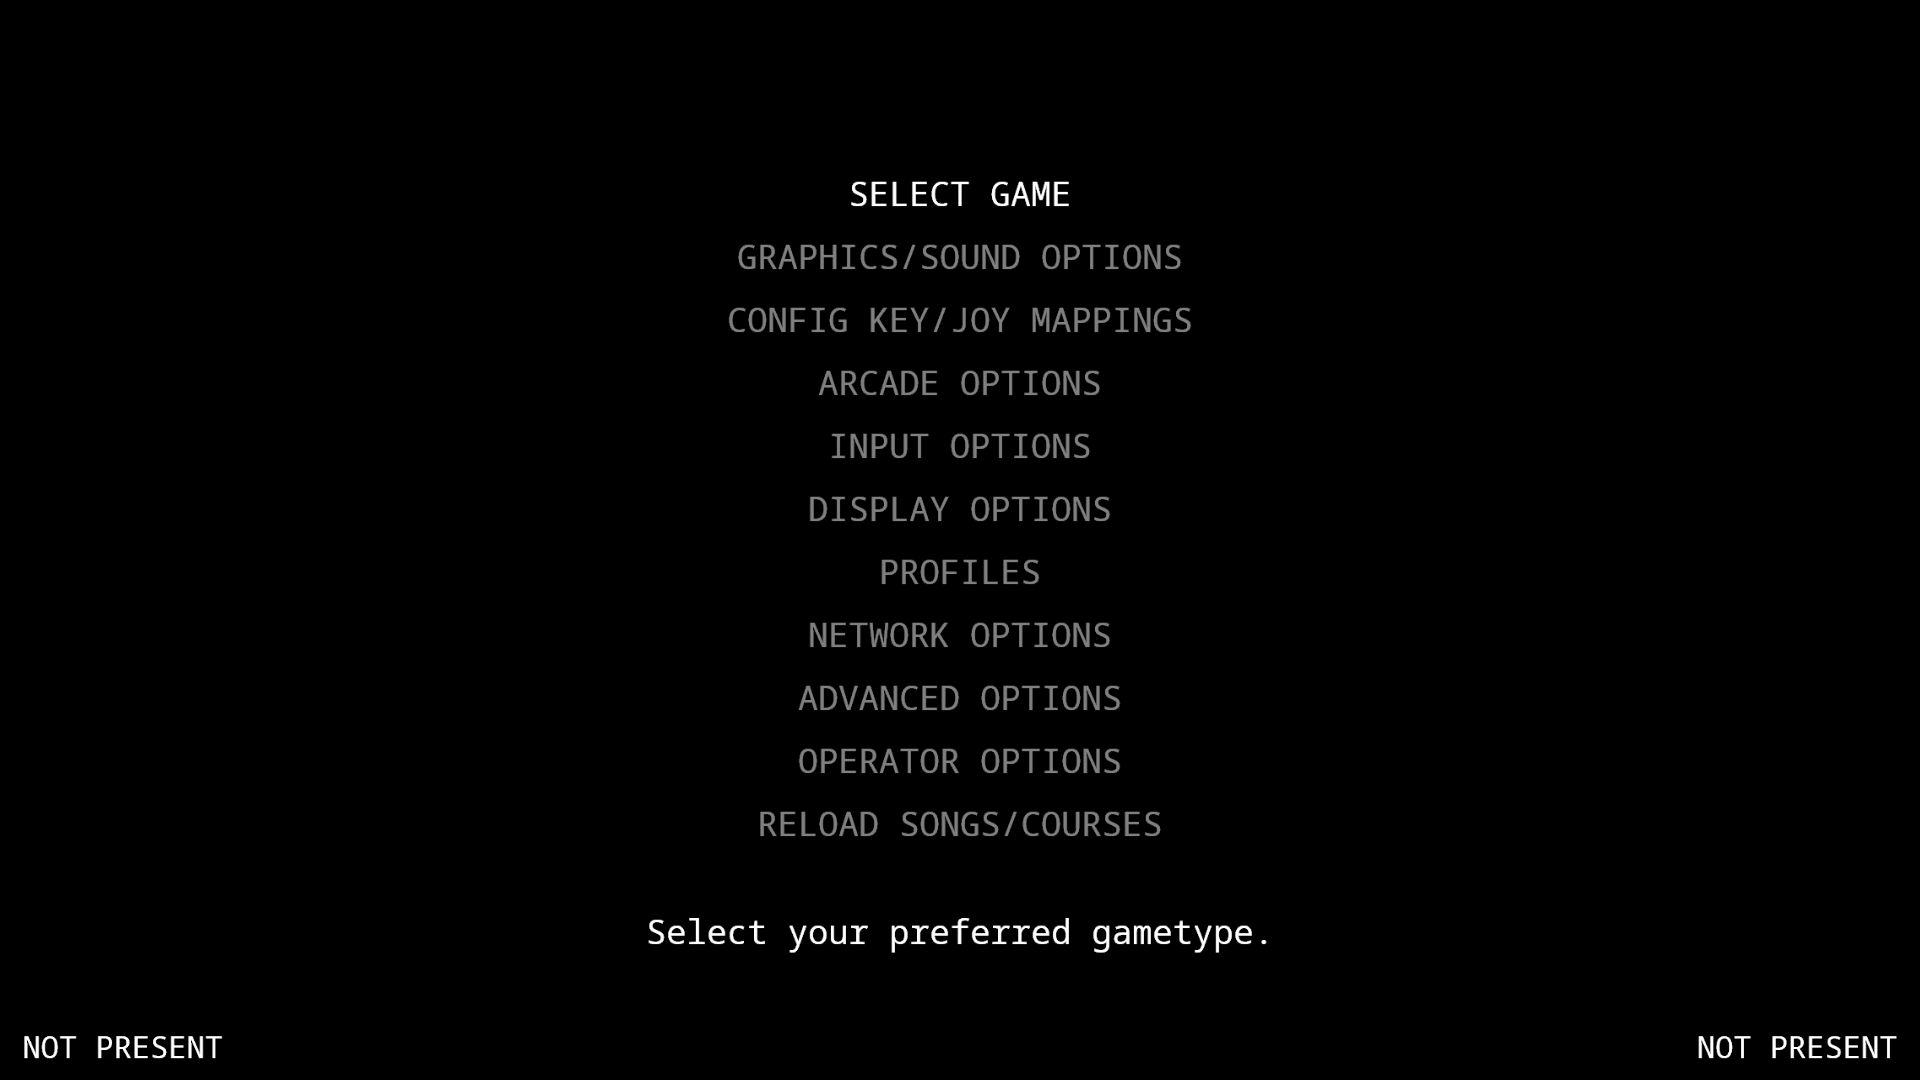 SELECT GAME
GRAPHICS/SOUND OPTIONS
CONFIG KEY/JOY MAPPINGS
ARCADE OPTIONS
INPUT OPTIONS
DISPLAY OPTIONS
PROFILES
NETWORK OPTIONS
ADVANCED OPTIONS
OPERATOR OPTIONS
RELOAD SONGS/COURSES
Select your preferred gametype.
NOT PRESENT
NOT PRESENT